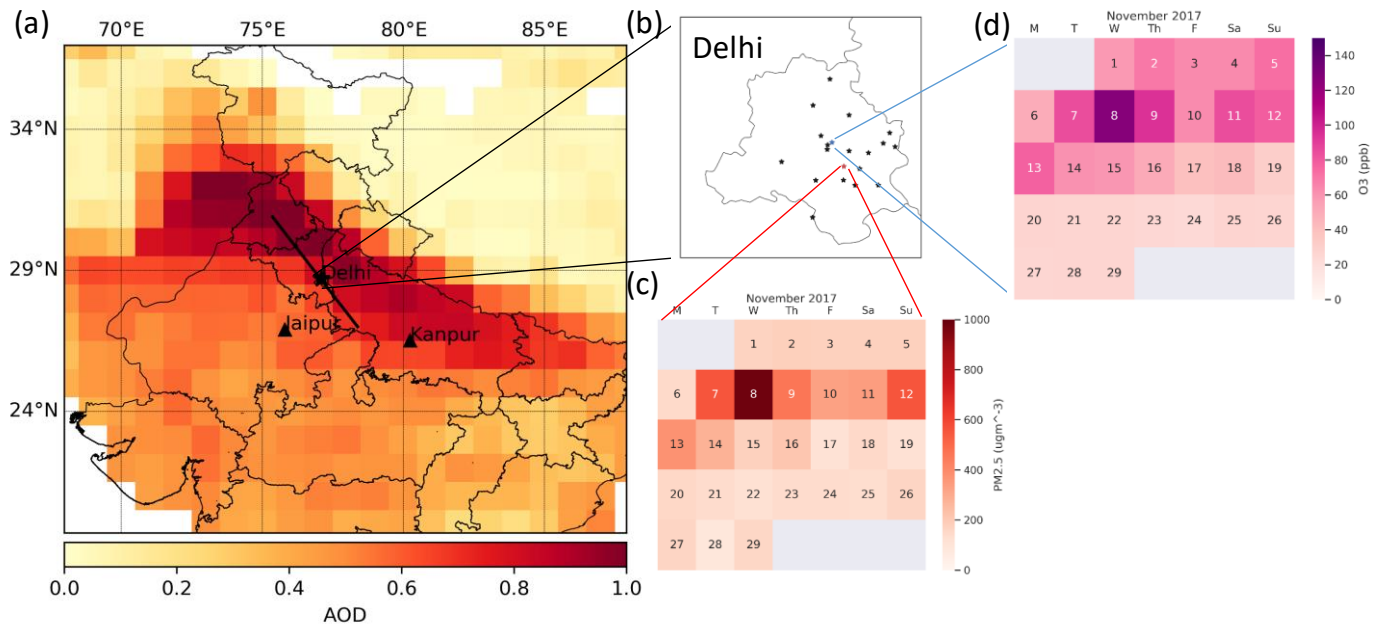 (a)
70°E 75°E 80°E 85°E
34°N
29°N
24°N
Delhi
Jaipur
Kanpur
0.0 0.2 0.4 0.6 0.8 1.0
AOD
(b)
Delhi
(c)
November 2017
M T W Th F Sa Su
1 2 3 4 5
6 7 8 9 10 11 12
13 14 15 16 17 18 19
20 21 22 23 24 25 26
27 28 29
1000
800
600
400
200
0
PM2.5 (ugm^-3)
(d)
November 2017
M T W Th F Sa Su
1 2 3 4 5
6 7 8 9 10 11 12
13 14 15 16 17 18 19
20 21 22 23 24 25 26
27 28 29
140
120
100
80
60
40
20
0
O3 (ppb)